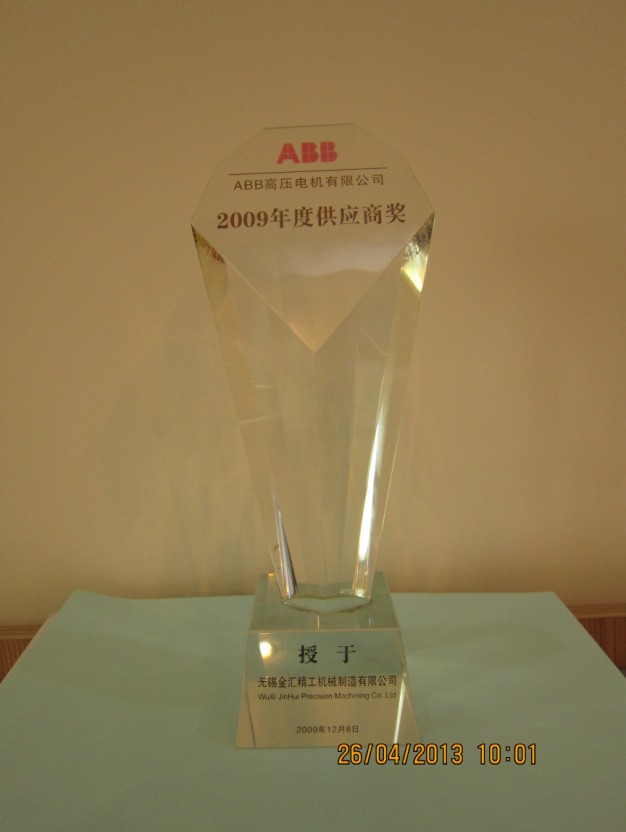 ABB
ABB高压电机有限公司
2009年度供应商奖
授于
无锡金汇精工机械制造有限公司
WuXi JinHui Precision Machining Co. Ltd
2009年12月8日
26/04/2013 10:01